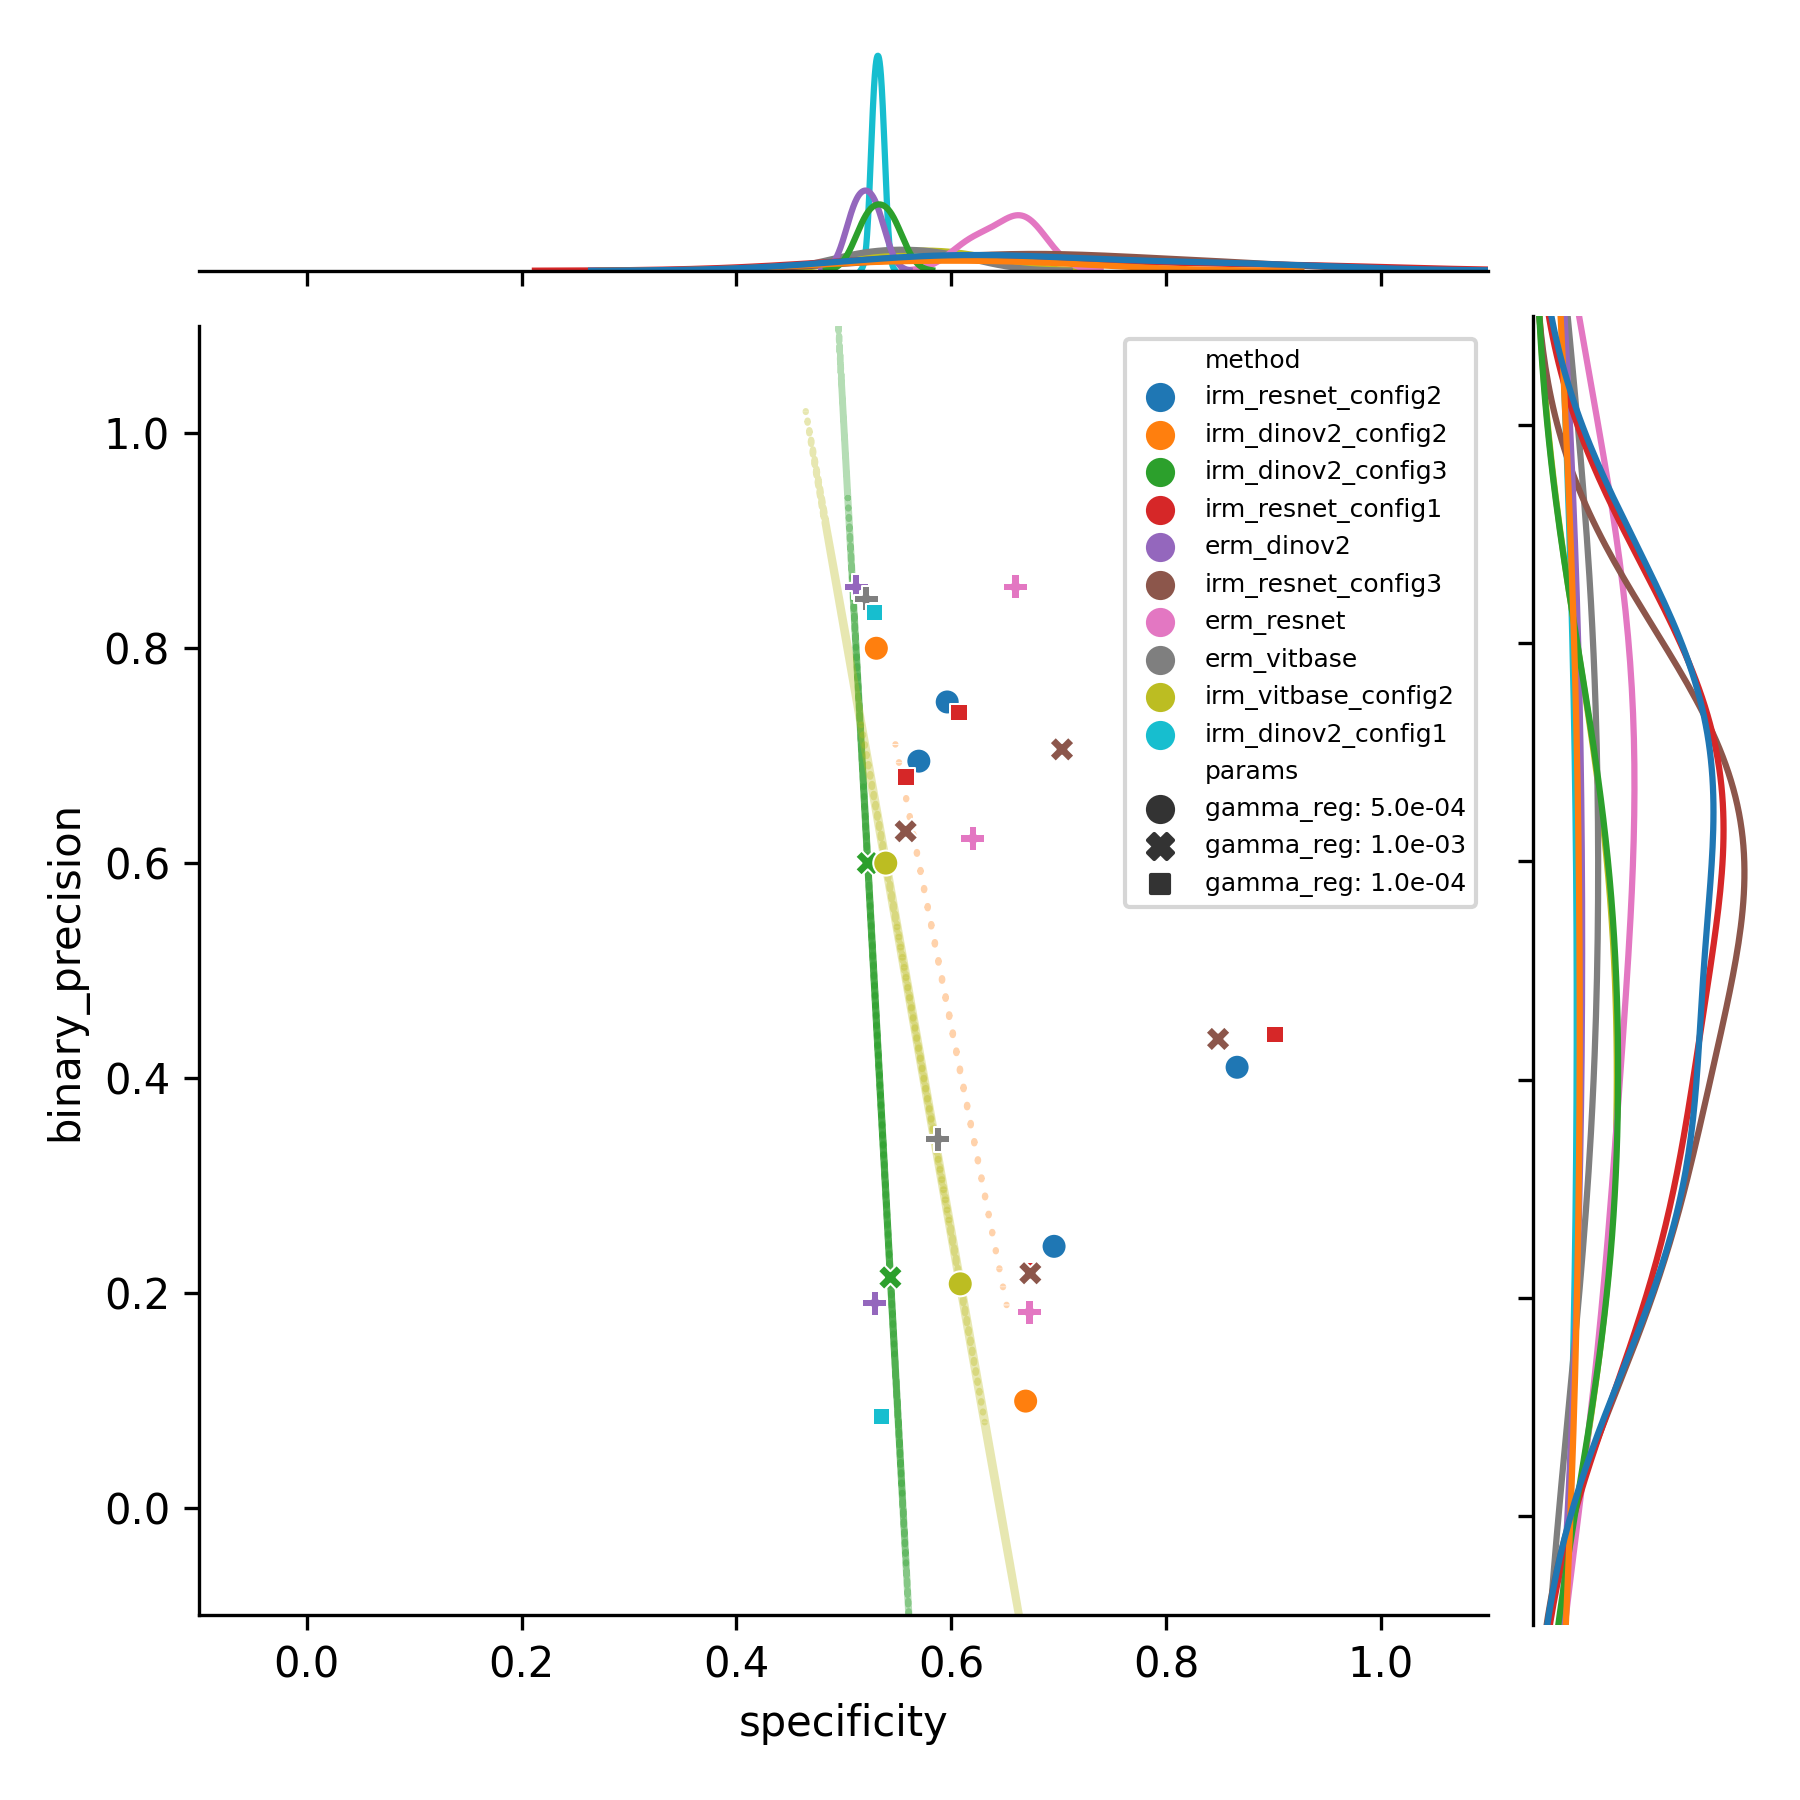 method
irm_resnet_config2
irm_dinov2_config2
irm_dinov2_config3
irm_resnet_config1
erm_dinov2
irm_resnet_config3
erm_resnet
erm_vitbase
irm_vitbase_config2
irm_dinov2_config1
params
gamma_reg: 5.0e-04
gamma_reg: 1.0e-03
gamma_reg: 1.0e-04
1.0
0.8
0.6
0.4
0.2
0.0
binary_precision
0.0 0.2 0.4 0.6 0.8 1.0
specificity